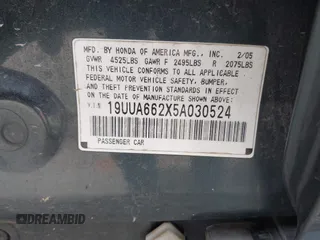 MFD. BY HONDA OF AMERICA MFG., INC. 2/05
GVWR 4525LBS GAWR F 2495LBS R 2075LBS
THIS VEHICLE CONFORMS TO ALL APPLICABLE
FEDERAL MOTOR VEHICLE SAFETY, BUMPER,
AND THEFT PREVENTION STANDARDS IN EFFECT
ON THE DATE OF MANUFACTURE SHOWN ABOVE.
VIN 19UUA662X5A030524
PASSENGER CAR
DREAMBID